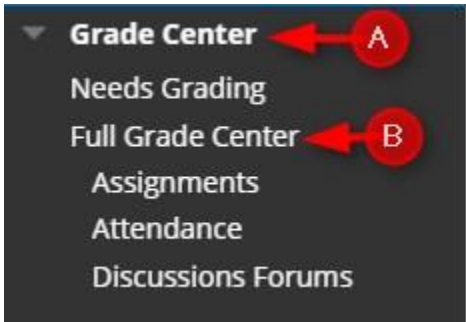 Grade Center A
Needs Grading
Full Grade Center B
Assignments
Attendance
Discussions Forums